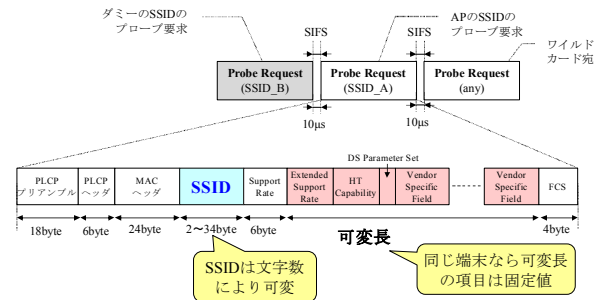 ダミーのSSIDの
プローブ要求
SIFS
APのSSIDの
プローブ要求
SIFS
ワイルド
カード宛
Probe Request
(SSID_B)
Probe Request
(SSID_A)
Probe Request
(any)
10μs
10μs
DS Parameter Set
PLCP
プリアンブル
PLCP
ヘッダ
MAC
ヘッダ
SSID
Support
Rate
Extended
Support
Rate
HT
Capability
Vendor
Specific
Field
Vendor
Specific
Field
FCS
18byte
6byte
24byte
2〜34byte
6byte
可変長
4byte
SSIDは文字数
により可変
同じ端末なら可変長
の項目は固定値